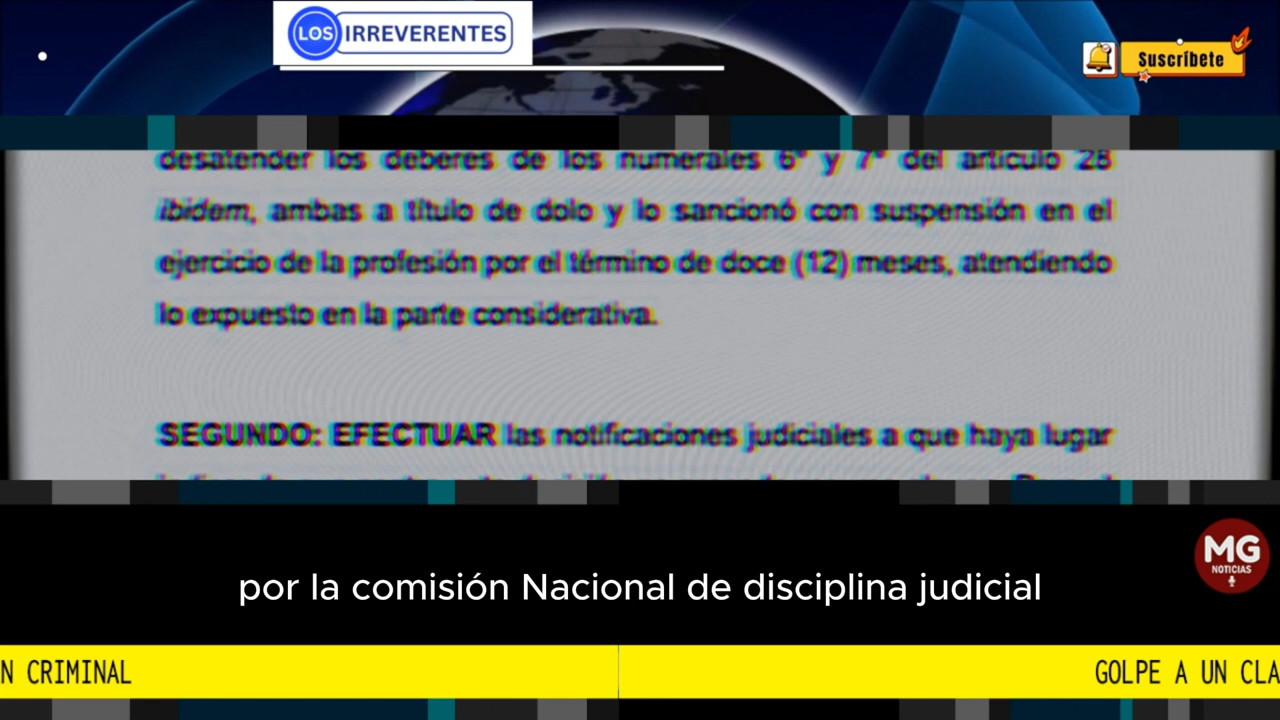 LOS IRREVERENTES
Suscríbete
desatender los deberes de los numerales 6° y 7° del artículo 28
ibidem, ambas a título de dolo y lo sancionó con suspensión en el
ejercicio de la profesión por el término de doce (12) meses, atendiendo
lo expuesto en la parte considerativa.
SEGUNDO: EFECTUAR las notificaciones judiciales a que haya lugar
MG
NOTICIAS
por la comisión Nacional de disciplina judicial
N CRIMINAL
GOLPE A UN CLA